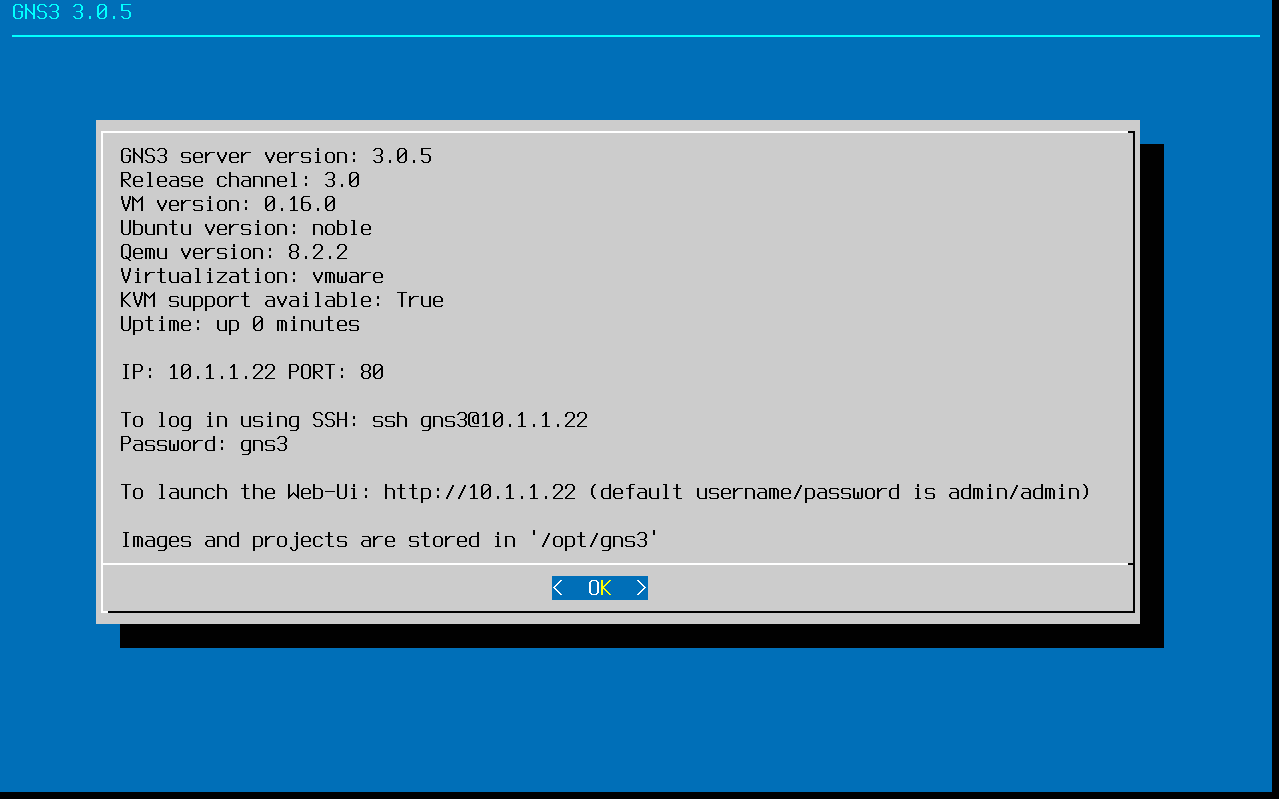 GNS3 3.0.5
GNS3 server version: 3.0.5
Release channel: 3.0
VM version: 0.16.0
Ubuntu version: noble
Qemu version: 8.2.2
Virtualization: vmware
KVM support available: True
Uptime: up 0 minutes
IP: 10.1.1.22 PORT: 80
To log in using SSH: ssh gns3@10.1.1.22
Password: gns3
To launch the Web-Ui: http://10.1.1.22 (default username/password is admin/admin)
Images and projects are stored in '/opt/gns3'
<  OK  >